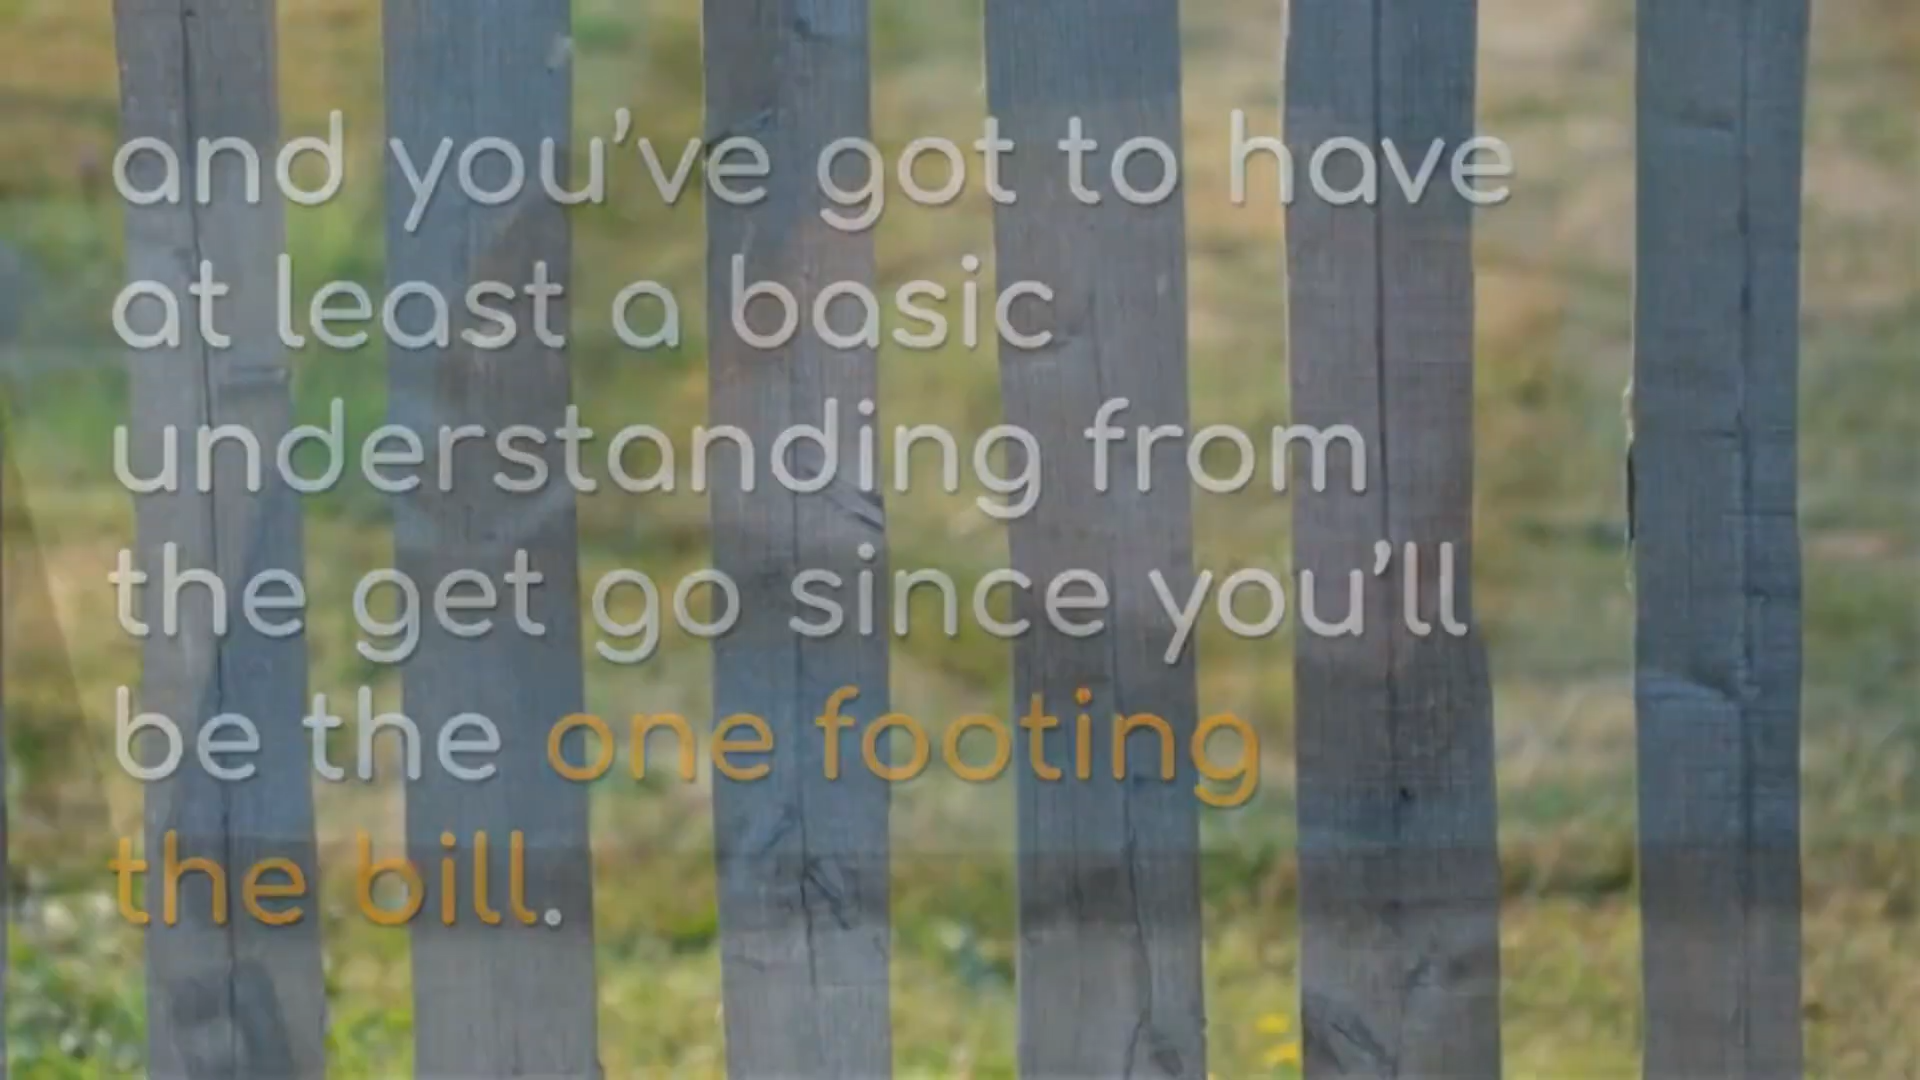 and you've got to have
at least a basic
understanding from
the get go since you'll
be the one footing
the bill.